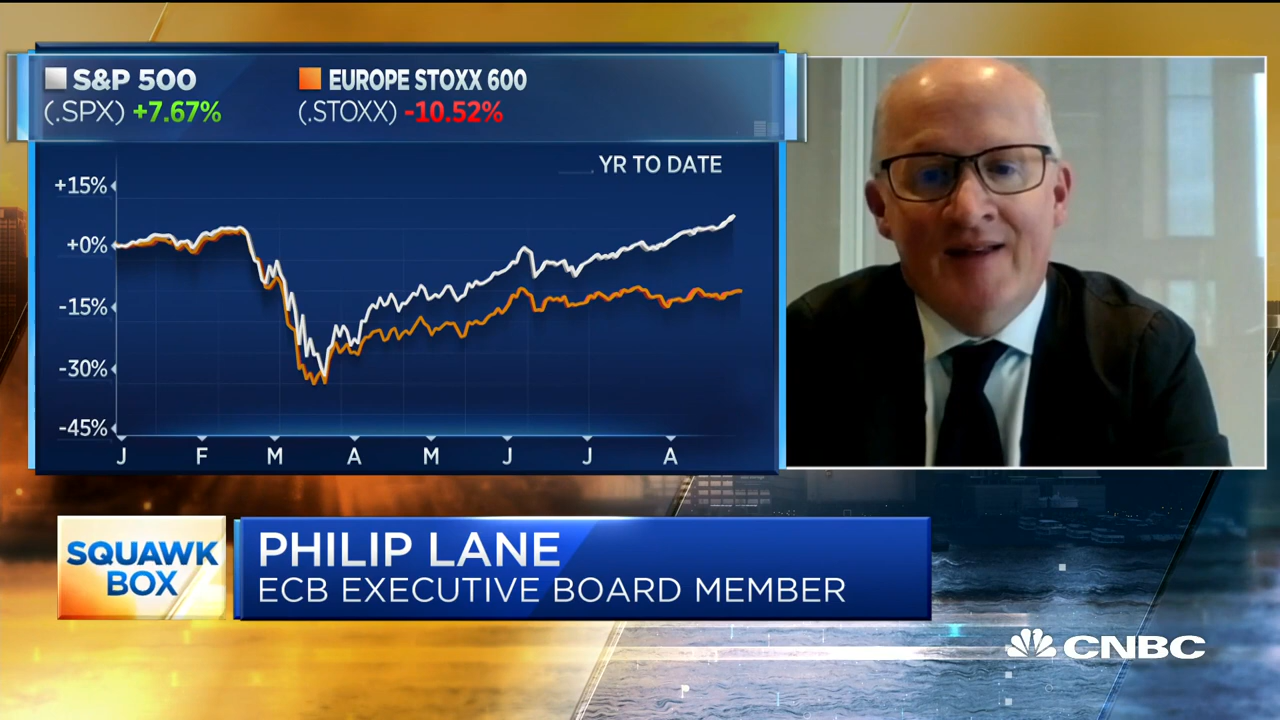 S&P 500
(.SPX) +7.67%
EUROPE STOXX 600
(.STOXX) -10.52%
YR TO DATE
+15%
+0%
-15%
-30%
-45%
J F M A M J J A
SQUAWK
BOX
PHILIP LANE
ECB EXECUTIVE BOARD MEMBER
CNBC